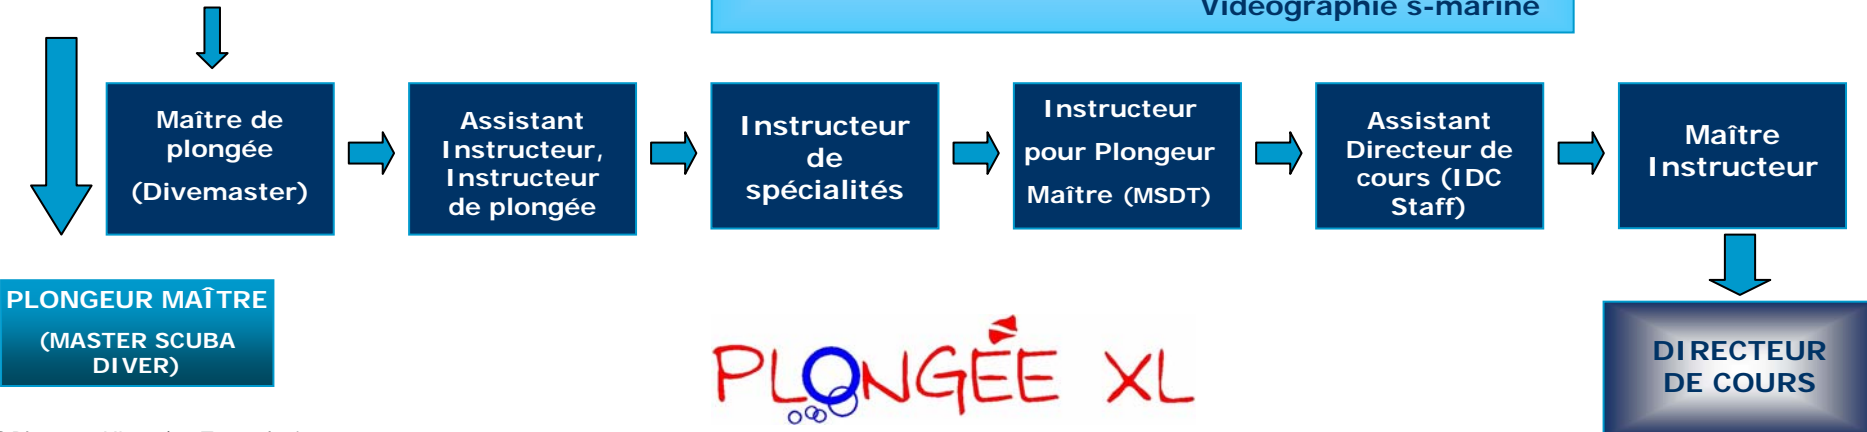 Vidéographie s-marine
Maître de
plongée
(Divemaster)
Assistant
Instructeur,
Instructeur
de plongée
Instructeur
de
spécialités
Instructeur
pour Plongeur
Maître (MSDT)
Assistant
Directeur de
cours (IDC
Staff)
Maître
Instructeur
PLONGEUR MAÎTRE
(MASTER SCUBA
DIVER)
PLONGÉE XL
DIRECTEUR
DE COURS